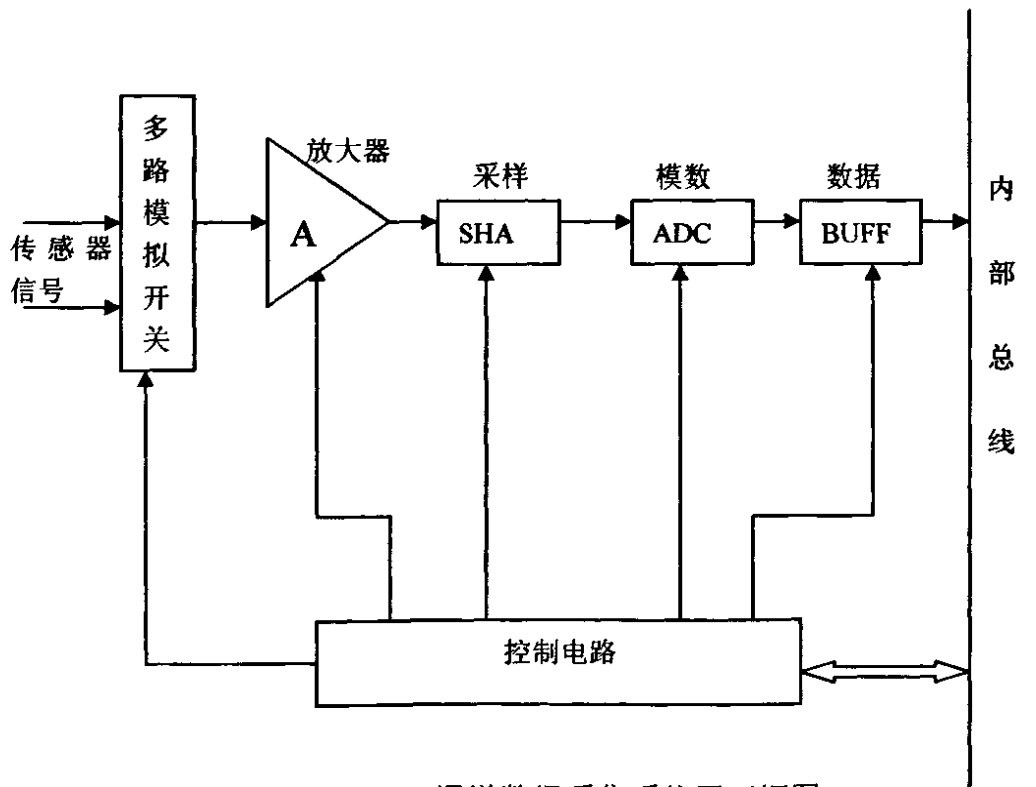 多路模拟开关
放大器
采样
模数
数据
内部总线
A
SHA
ADC
BUFF
传感器
信号
控制电路